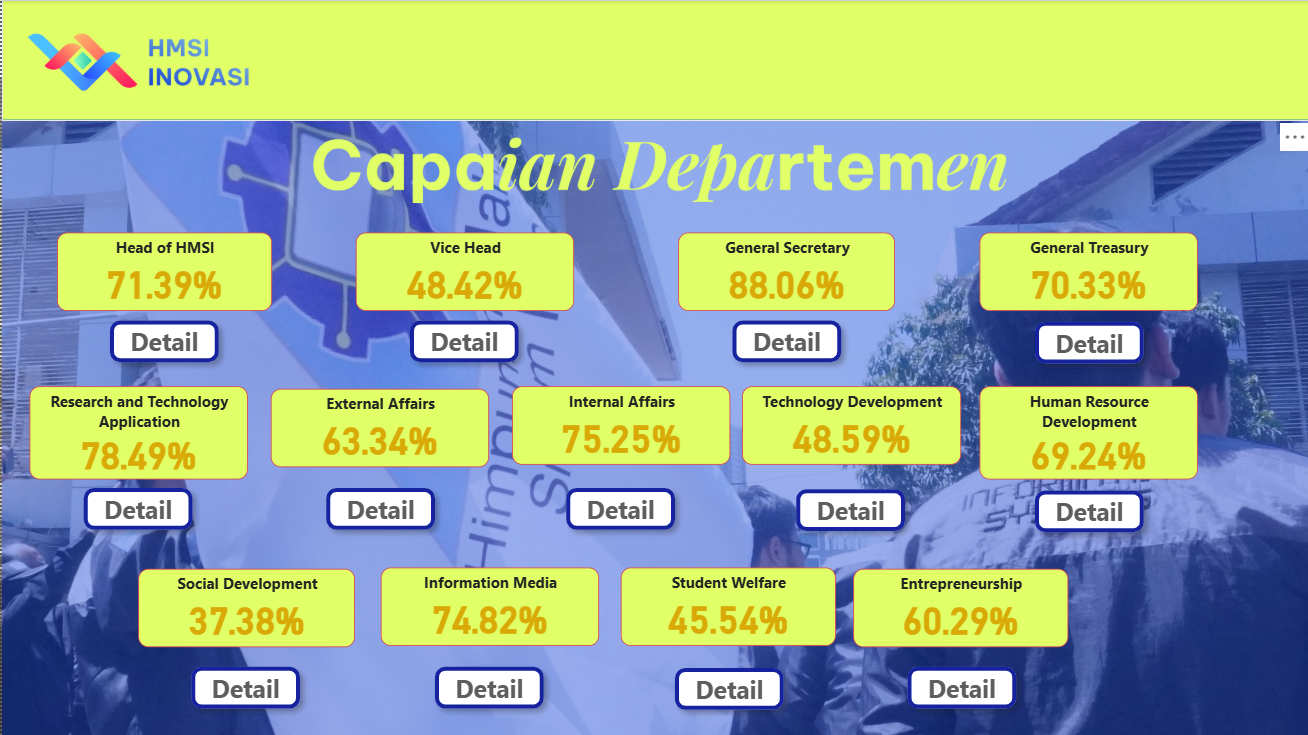 HMSI
INOVASI
Capaian Departemen
Head of HMSI
71.39%
Detail
Vice Head
48.42%
Detail
General Secretary
88.06%
Detail
General Treasury
70.33%
Detail
Research and Technology
Application
78.49%
Detail
External Affairs
63.34%
Detail
Internal Affairs
75.25%
Detail
Technology Development
48.59%
Detail
Human Resource
Development
69.24%
Detail
Social Development
37.38%
Detail
Information Media
74.82%
Detail
Student Welfare
45.54%
Detail
Entrepreneurship
60.29%
Detail